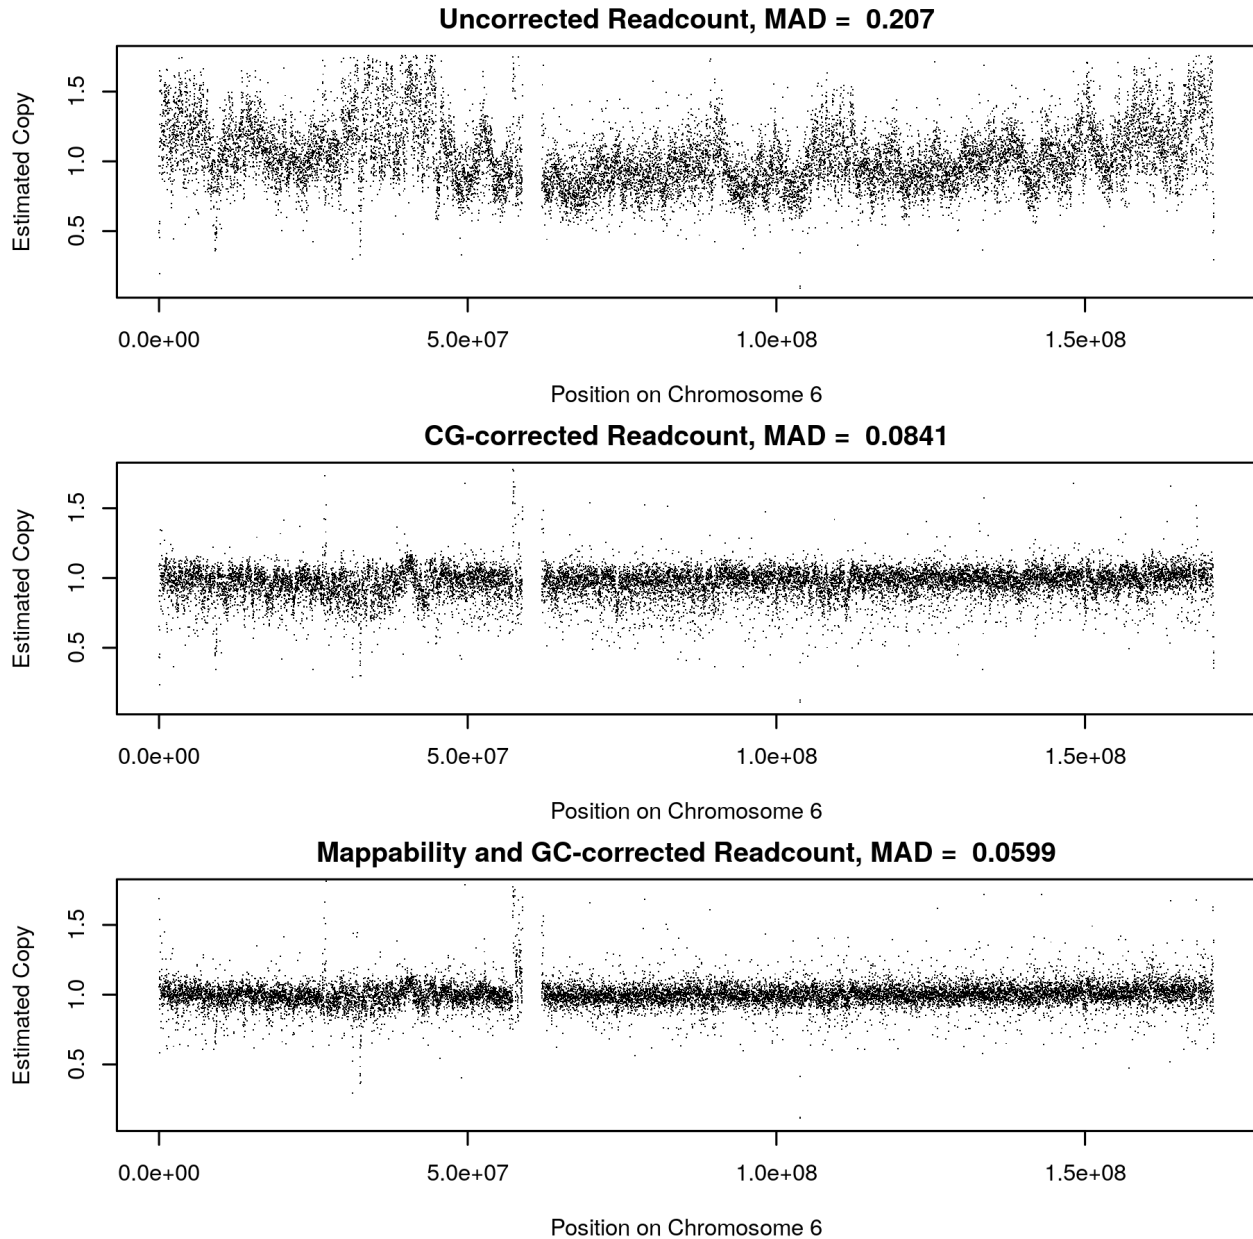 Uncorrected Readcount, MAD =  0.207
Estimated Copy
1.5
1.0
0.5
0.0e+00 5.0e+07 1.0e+08 1.5e+08
Position on Chromosome 6
CG-corrected Readcount, MAD =  0.0841
Estimated Copy
1.5
1.0
0.5
0.0e+00 5.0e+07 1.0e+08 1.5e+08
Position on Chromosome 6
Mappability and GC-corrected Readcount, MAD =  0.0599
Estimated Copy
1.5
1.0
0.5
0.0e+00 5.0e+07 1.0e+08 1.5e+08
Position on Chromosome 6